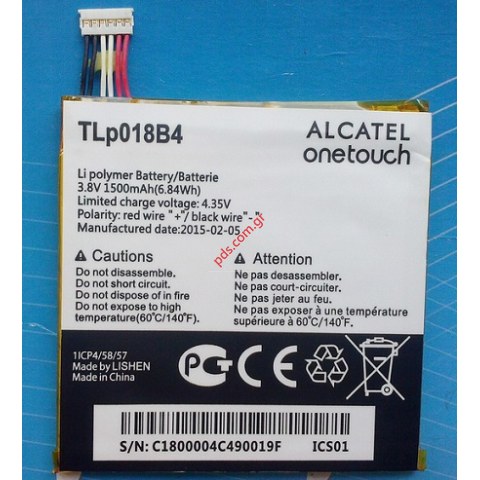 TLp018B4
ALCATEL
onetouch
Li polymer Battery/Batterie
3.8V 1500mAh(6.84Wh)
Limited charge voltage: 4.35V
Polarity: red wire "+"/ black wire"-"
Manufactured date:2015-02-05
Cautions
Do not disassemble.
Do not short circuit.
Do not dispose of in fire
Do not expose to high
temperature(60°C/140°F)
Attention
Ne pas desassembler.
Ne pas court-circuiter.
Ne pas jeter au feu.
Ne pas exposer à une température
supérieure à 60°C/140°F
pds.com.gr
1ICP4/58/57
Made by LISHEN
Made in China
CE
S/N: C1800004C490019F
ICS01